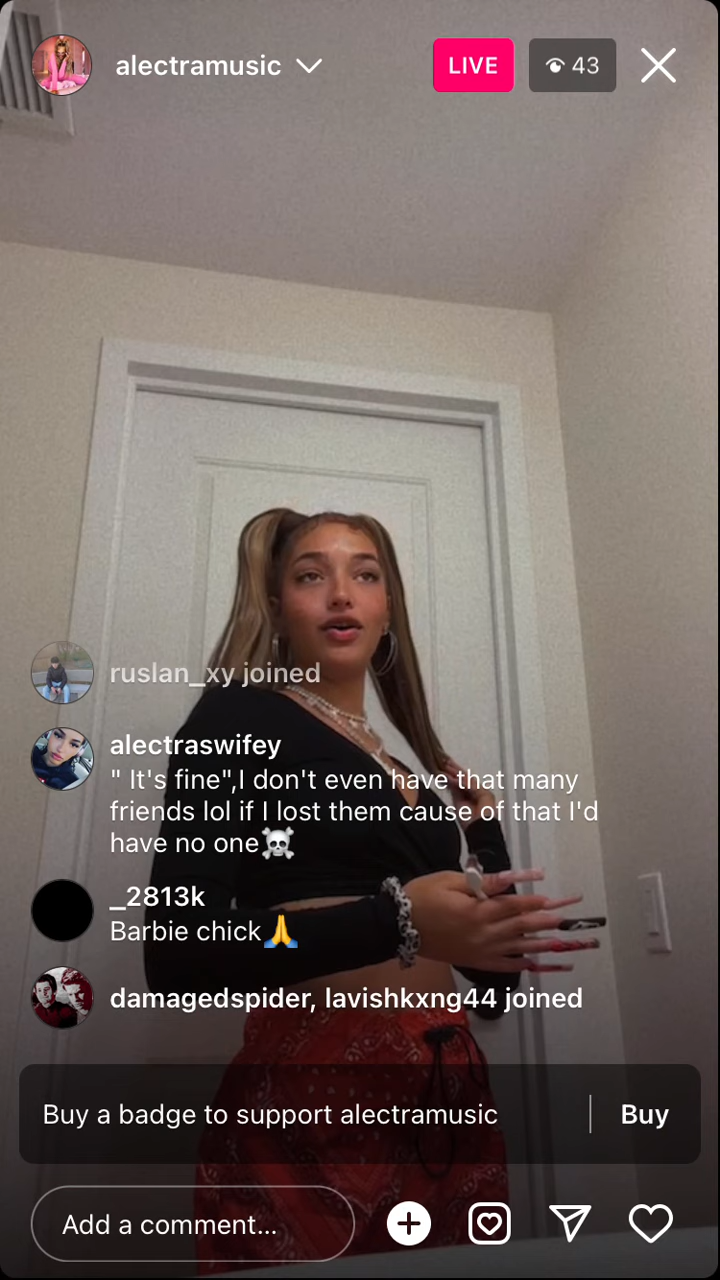 alectramusic
LIVE
43
ruslan_xy joined
alectraswifey
" It's fine",I don't even have that many
friends lol if I lost them cause of that I'd
have no one☠️
_2813k
Barbie chick🙏
damagedspider, lavishkxng44 joined
Buy a badge to support alectramusic
Buy
Add a comment...